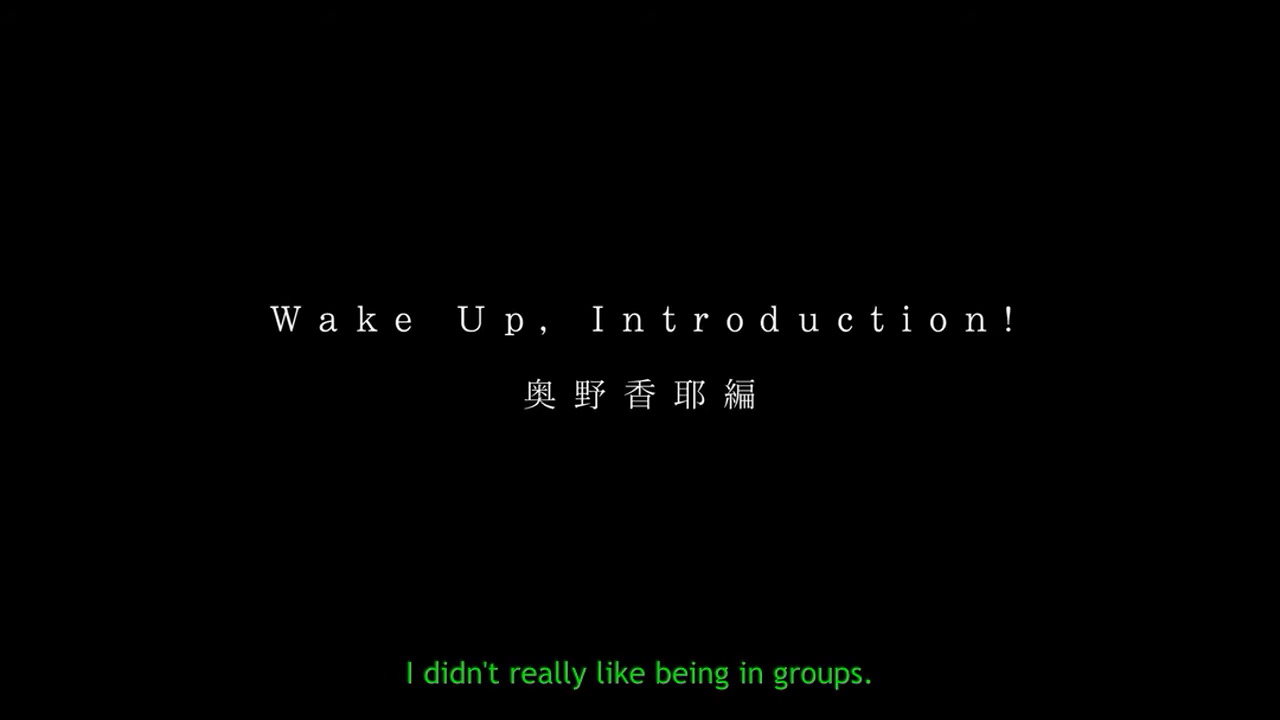 Wake Up, Introduction!
奥野香耶編
I didn't really like being in groups.